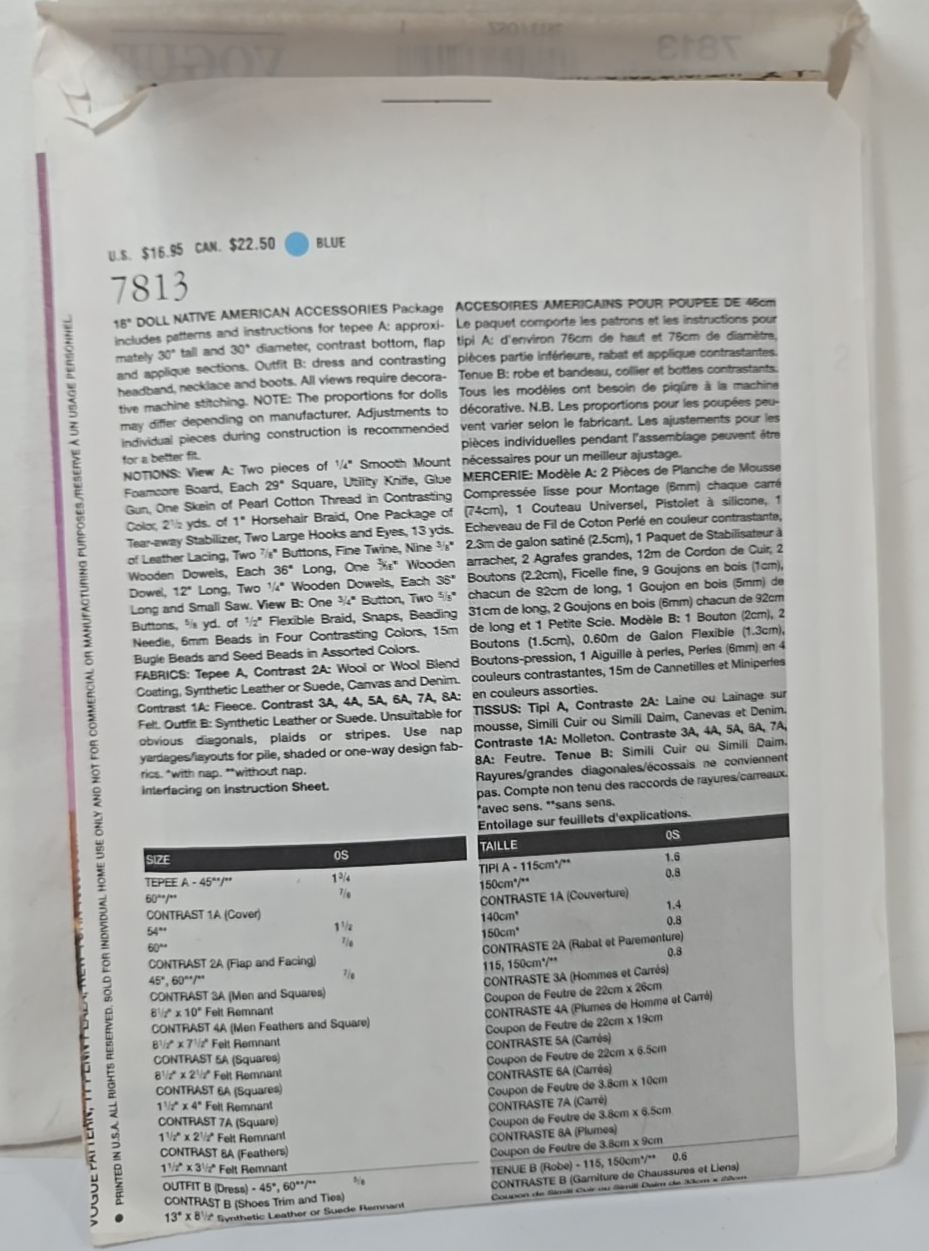 7813
VOGUE
U.S. $16.95 CAN. $22.50 BLUE
7813
18" DOLL NATIVE AMERICAN ACCESSORIES Package
includes patterns and instructions for tepee A: approxi-
mately 30" tall and 30" diameter, contrast bottom, flap
and applique sections. Outfit B: dress and contrasting
headband, necklace and boots. All views require decora-
tive machine stitching. NOTE: The proportions for dolls
may differ depending on manufacturer. Adjustments to
individual pieces during construction is recommended
for a better fit.
NOTIONS: View A: Two pieces of 1/4" Smooth Mount
Foamcore Board, Each 29" Square, Utility Knife, Glue
Gun, One Skein of Pearl Cotton Thread in Contrasting
Color, 2 1/2 yds. of 1" Horsehair Braid, One Package of
Tear-away Stabilizer, Two Large Hooks and Eyes, 13 yds.
of Leather Lacing, Two 7/8" Buttons, Fine Twine, Nine 3/8"
Wooden Dowels, Each 36" Long, One Wooden
Dowel, 12" Long, Two 1/4" Wooden Dowels, Each 36"
Long and Small Saw. View B: One 3/4" Button, Two 5/8"
Buttons, 5/8 yd. of 1/2" Flexible Braid, Snaps, Beading
Needle, 6mm Beads in Four Contrasting Colors, 15m
Bugle Beads and Seed Beads in Assorted Colors.
FABRICS: Tepee A, Contrast 2A: Wool or Wool Blend
Coating, Synthetic Leather or Suede, Canvas and Denim.
Contrast 1A: Fleece. Contrast 3A, 4A, 5A, 6A, 7A, 8A:
Felt. Outfit B: Synthetic Leather or Suede. Unsuitable for
obvious diagonals, plaids or stripes. Use nap
yardages/layouts for pile, shaded or one-way design fab-
rics. *with nap. **without nap.
Interfacing on Instruction Sheet.
SIZE OS
TEPEE A - 45"*/** 1 3/4
60"*/** 7/8
CONTRAST 1A (Cover)
54"* 1 1/2
60"* 7/8
CONTRAST 2A (Flap and Facing)
45", 60"*/** 7/8
CONTRAST 3A (Men and Squares)
8 1/2" x 10" Felt Remnant
CONTRAST 4A (Men Feathers and Square)
8 1/2" x 7 1/2" Felt Remnant
CONTRAST 5A (Squares)
8 1/2" x 2 1/2" Felt Remnant
CONTRAST 6A (Squares)
1 1/2" x 4" Felt Remnant
CONTRAST 7A (Square)
1 1/2" x 2 1/2" Felt Remnant
CONTRAST 8A (Feathers)
1 1/2" x 3 1/2" Felt Remnant
OUTFIT B (Dress) - 45", 60"*/** 5/8
CONTRAST B (Shoes Trim and Ties)
13" x 8 1/2" Synthetic Leather or Suede Remnant
ACCESOIRES AMERICAINS POUR POUPEE DE 46cm
Le paquet comporte les patrons et les instructions pour
tipi A: d'environ 76cm de haut et 76cm de diamètre,
pièces partie inférieure, rabat et applique contrastantes.
Tenue B: robe et bandeau, collier et bottes contrastants.
Tous les modèles ont besoin de piqûre à la machine
décorative. N.B. Les proportions pour les poupées peu-
vent varier selon le fabricant. Les ajustements pour les
pièces individuelles pendant l'assemblage peuvent être
nécessaires pour un meilleur ajustage.
MERCERIE: Modèle A: 2 Pièces de Planche de Mousse
Compressée lisse pour Montage (6mm) chaque carré
(74cm), 1 Couteau Universel, Pistolet à silicone, 1
Echeveau de Fil de Coton Perlé en couleur contrastante,
2.3m de galon satiné (2.5cm), 1 Paquet de Stabilisateur à
arracher, 2 Agrafes grandes, 12m de Cordon de Cuir, 2
Boutons (2.2cm), Ficelle fine, 9 Goujons en bois (1cm),
chacun de 92cm de long, 1 Goujon en bois (5mm) de
31cm de long, 2 Goujons en bois (6mm) chacun de 92cm
de long et 1 Petite Scie. Modèle B: 1 Bouton (2cm), 2
Boutons (1.5cm), 0.60m de Galon Flexible (1.3cm),
Boutons-pression, 1 Aiguille à perles, Perles (6mm) en 4
couleurs contrastantes, 15m de Cannetilles et Miniperles
en couleurs assorties.
TISSUS: Tipi A, Contraste 2A: Laine ou Lainage sur
mousse, Simili Cuir ou Simili Daim, Canevas et Denim.
Contraste 1A: Molleton. Contraste 3A, 4A, 5A, 6A, 7A,
8A: Feutre. Tenue B: Simili Cuir ou Simili Daim.
Rayures/grandes diagonales/écossais ne conviennent
pas. Compte non tenu des raccords de rayures/carreaux.
*avec sens. **sans sens.
Entoilage sur feuillets d'explications.
TAILLE OS
TIPI A - 115cm*/** 1.6
150cm*/** 0.8
CONTRASTE 1A (Couverture)
140cm* 1.4
150cm* 0.8
CONTRASTE 2A (Rabat et Parementure)
115, 150cm*/** 0.8
CONTRASTE 3A (Hommes et Carrés)
Coupon de Feutre de 22cm x 26cm
CONTRASTE 4A (Plumes de Homme et Carré)
Coupon de Feutre de 22cm x 19cm
CONTRASTE 5A (Carrés)
Coupon de Feutre de 22cm x 6.5cm
CONTRASTE 6A (Carrés)
Coupon de Feutre de 3.8cm x 10cm
CONTRASTE 7A (Carré)
Coupon de Feutre de 3.8cm x 6.5cm
CONTRASTE 8A (Plumes)
Coupon de Feutre de 3.8cm x 9cm
TENUE B (Robe) - 115, 150cm*/** 0.6
CONTRASTE B (Garniture de Chaussures et Liens)
Coupon de Simili Cuir ou Simili Daim de 33cm x 22cm
● PRINTED IN U.S.A. ALL RIGHTS RESERVED. SOLD FOR INDIVIDUAL HOME USE ONLY AND NOT FOR COMMERCIAL OR MANUFACTURING PURPOSES./RESERVE A UN USAGE PERSONNEL.
VOGUE PATTERN, 11 PENN PLAZA, NEW YORK